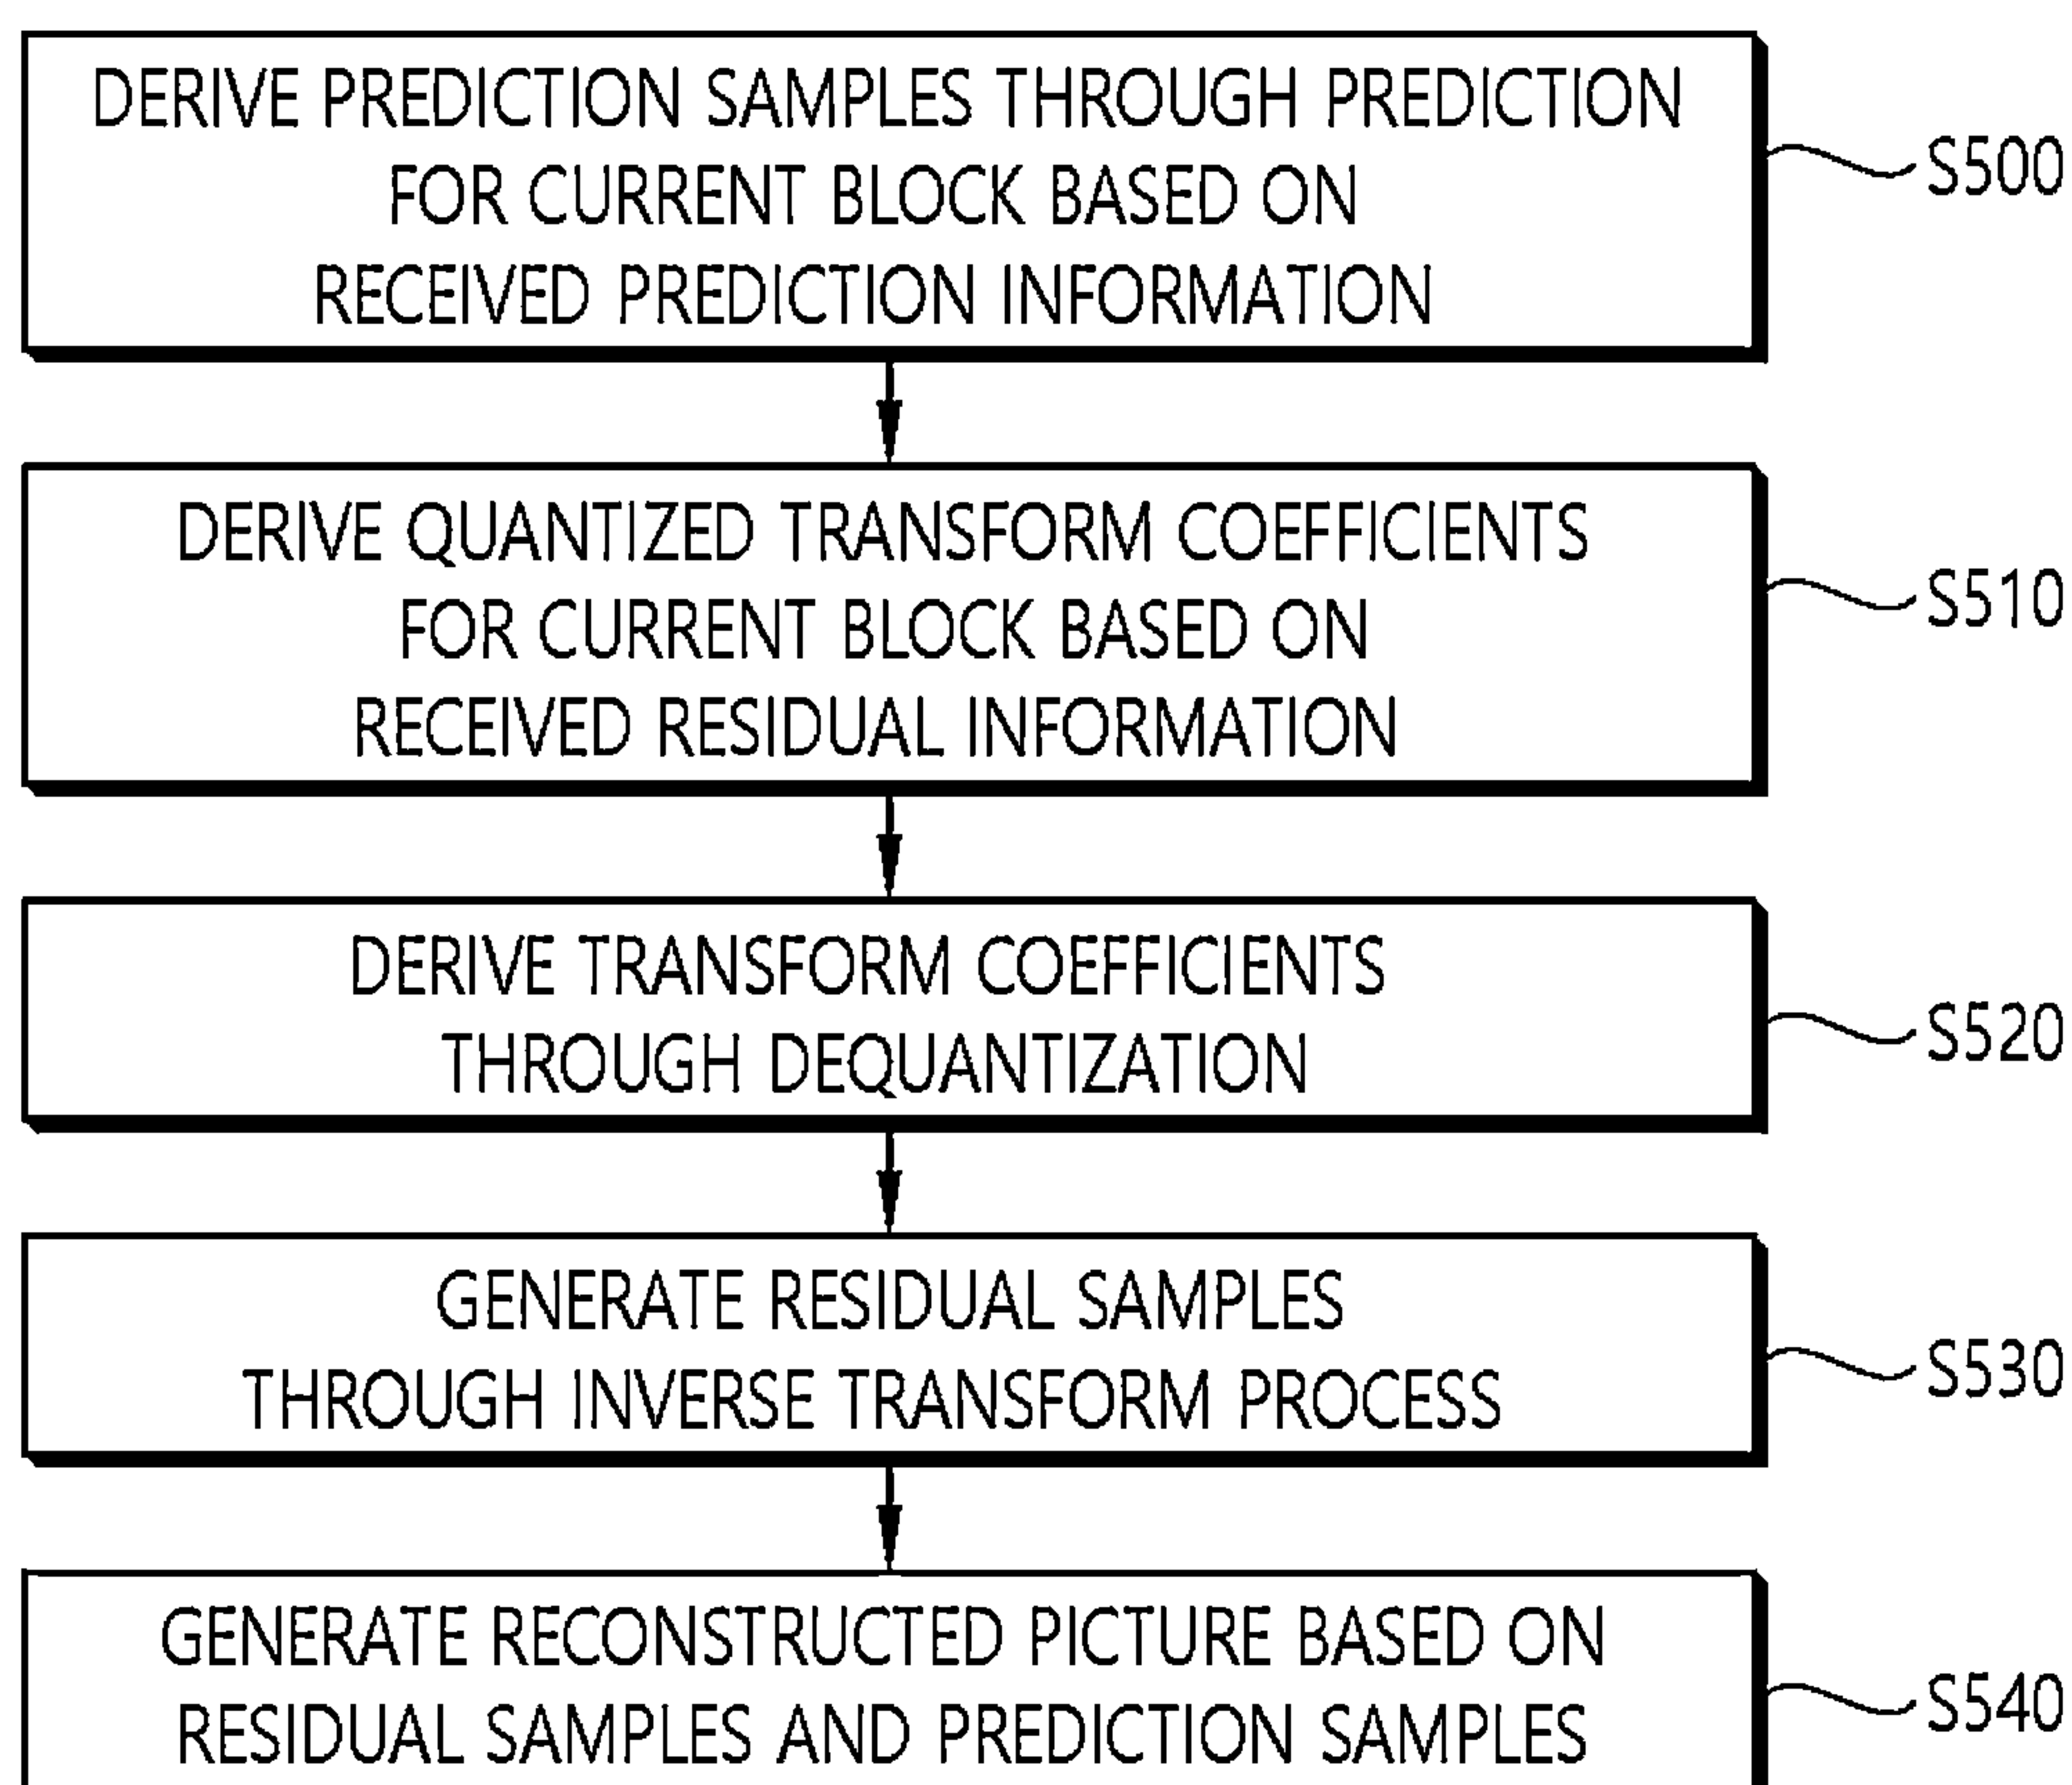 DERIVE PREDICTION SAMPLES THROUGH PREDICTION
FOR CURRENT BLOCK BASED ON
RECEIVED PREDICTION INFORMATION
S500
DERIVE QUANTIZED TRANSFORM COEFFICIENTS
FOR CURRENT BLOCK BASED ON
RECEIVED RESIDUAL INFORMATION
S510
DERIVE TRANSFORM COEFFICIENTS
THROUGH DEQUANTIZATION
S520
GENERATE RESIDUAL SAMPLES
THROUGH INVERSE TRANSFORM PROCESS
S530
GENERATE RECONSTRUCTED PICTURE BASED ON
RESIDUAL SAMPLES AND PREDICTION SAMPLES
S540